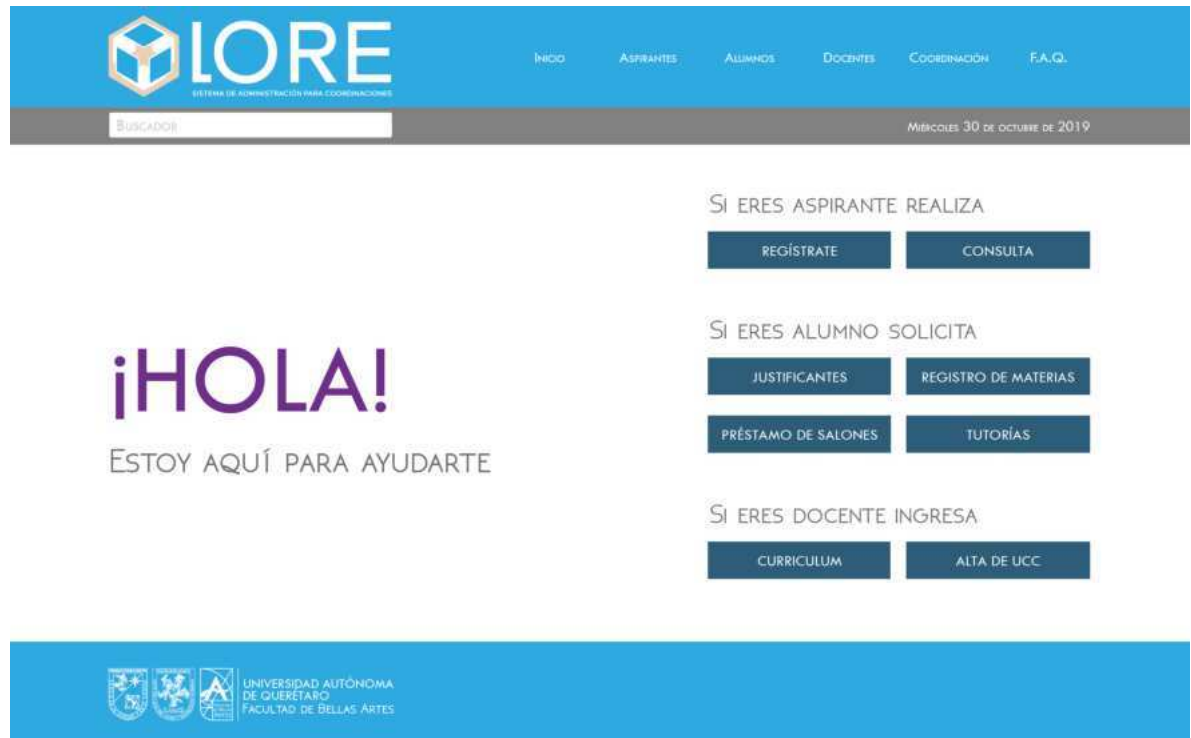 LORE
SISTEMA DE ADMINISTRACIÓN PARA COORDINACIONES
Inicio Aspirantes Alumnos Docentes Coordinación F.A.Q.
Buscador
Miércoles 30 de octubre de 2019
Si eres aspirante realiza
REGÍSTRATE CONSULTA
Si eres alumno solicita
JUSTIFICANTES REGISTRO DE MATERIAS
PRÉSTAMO DE SALONES TUTORÍAS
¡HOLA!
Estoy aquí para ayudarte
Si eres docente ingresa
CURRICULUM ALTA DE UCC
UNIVERSIDAD AUTÓNOMA
DE QUERÉTARO
Facultad de Bellas Artes